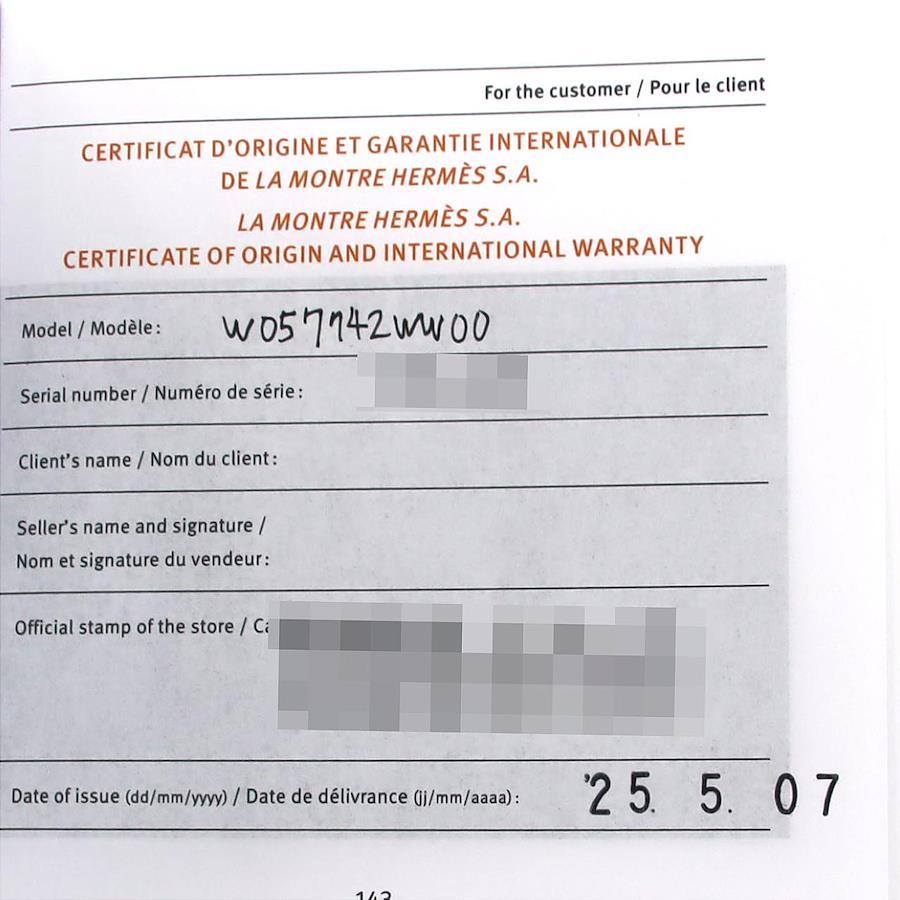 For the customer / Pour le client
CERTIFICAT D'ORIGINE ET GARANTIE INTERNATIONALE
DE LA MONTRE HERMÈS S.A.
LA MONTRE HERMÈS S.A.
CERTIFICATE OF ORIGIN AND INTERNATIONAL WARRANTY
Model / Modèle: W057742WW00
Serial number / Numéro de série:
Client's name / Nom du client:
Seller's name and signature /
Nom et signature du vendeur:
Official stamp of the store /
Date of issue (dd/mm/yyyy) / Date de délivrance (jj/mm/aaaa): '25. 5. 07
143